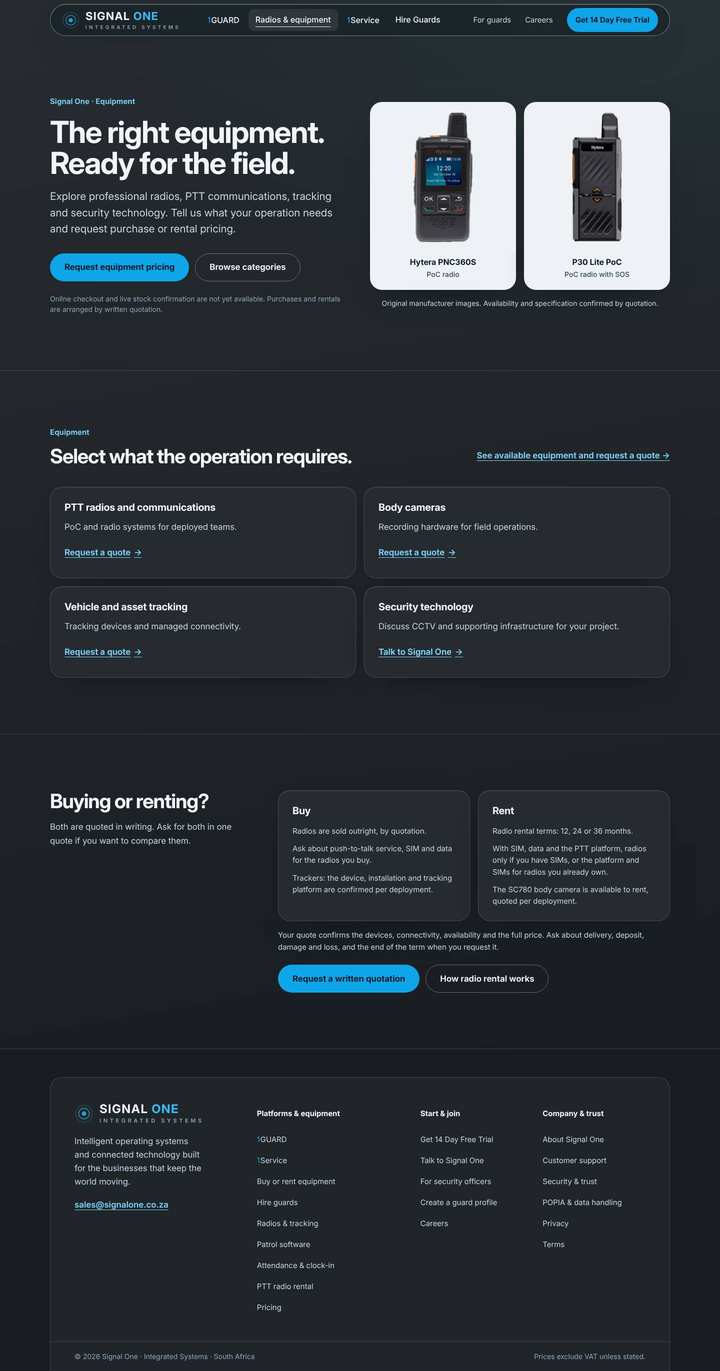 SIGNAL ONE
INTEGRATED SYSTEMS
1GUARD
Radios & equipment
1Service
Hire Guards
For guards
Careers
Get 14 Day Free Trial
Signal One · Equipment
The right equipment.
Ready for the field.
Explore professional radios, PTT communications, tracking
and security technology. Tell us what your operation needs
and request purchase or rental pricing.
Request equipment pricing
Browse categories
Online checkout and live stock confirmation are not yet available. Purchases and rentals
are arranged by written quotation.
Hytera
12:20
OK
Hytera PNC360S
PoC radio
Hytera
P30 Lite PoC
PoC radio with SOS
Original manufacturer images. Availability and specification confirmed by quotation.
Equipment
Select what the operation requires.
See available equipment and request a quote →
PTT radios and communications
PoC and radio systems for deployed teams.
Request a quote →
Body cameras
Recording hardware for field operations.
Request a quote →
Vehicle and asset tracking
Tracking devices and managed connectivity.
Request a quote →
Security technology
Discuss CCTV and supporting infrastructure for your project.
Talk to Signal One →
Buying or renting?
Both are quoted in writing. Ask for both in one
quote if you want to compare them.
Buy
Radios are sold outright, by quotation.
Ask about push-to-talk service, SIM and data
for the radios you buy.
Trackers: the device, installation and tracking
platform are confirmed per deployment.
Rent
Radio rental terms: 12, 24 or 36 months.
With SIM, data and the PTT platform, radios
only if you have SIMs, or the platform and
SIMs for radios you already own.
The SC780 body camera is available to rent,
quoted per deployment.
Your quote confirms the devices, connectivity, availability and the full price. Ask about delivery, deposit,
damage and loss, and the end of the term when you request it.
Request a written quotation
How radio rental works
SIGNAL ONE
INTEGRATED SYSTEMS
Intelligent operating systems
and connected technology built
for the businesses that keep the
world moving.
sales@signalone.co.za
Platforms & equipment
1GUARD
1Service
Buy or rent equipment
Hire guards
Radios & tracking
Patrol software
Attendance & clock-in
PTT radio rental
Pricing
Start & join
Get 14 Day Free Trial
Talk to Signal One
For security officers
Create a guard profile
Careers
Company & trust
About Signal One
Customer support
Security & trust
POPIA & data handling
Privacy
Terms
© 2026 Signal One · Integrated Systems · South Africa
Prices exclude VAT unless stated.